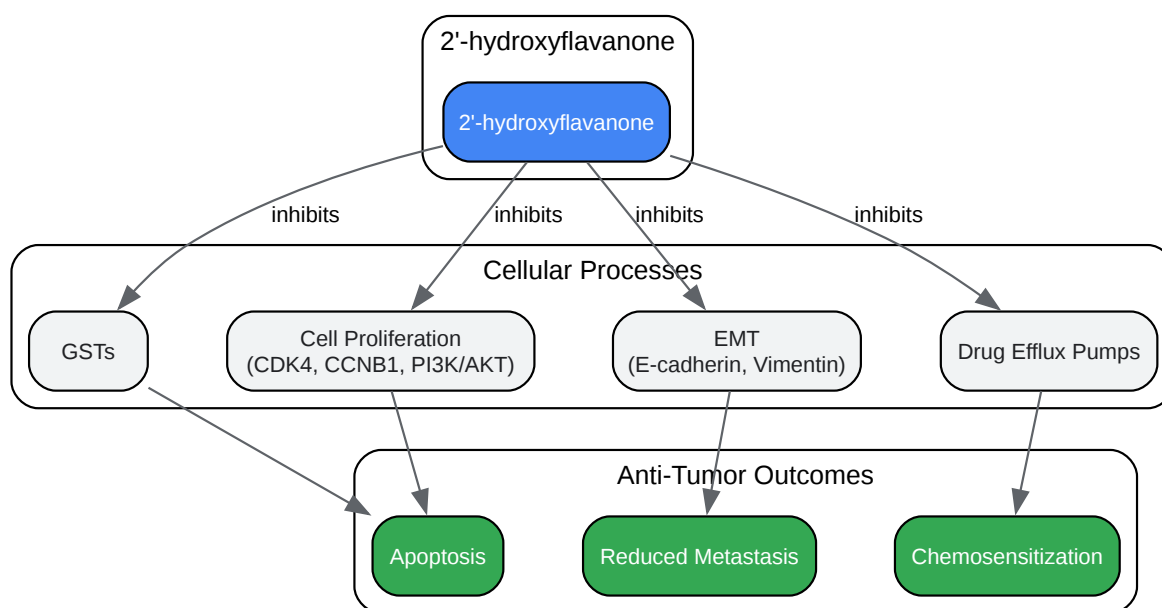 2'-hydroxyflavanone
2'-hydroxyflavanone
inhibits
inhibits
inhibits
inhibits
Cellular Processes
GSTs
Cell Proliferation
(CDK4, CCNB1, PI3K/AKT)
EMT
(E-cadherin, Vimentin)
Drug Efflux Pumps
Anti-Tumor Outcomes
Apoptosis
Reduced Metastasis
Chemosensitization